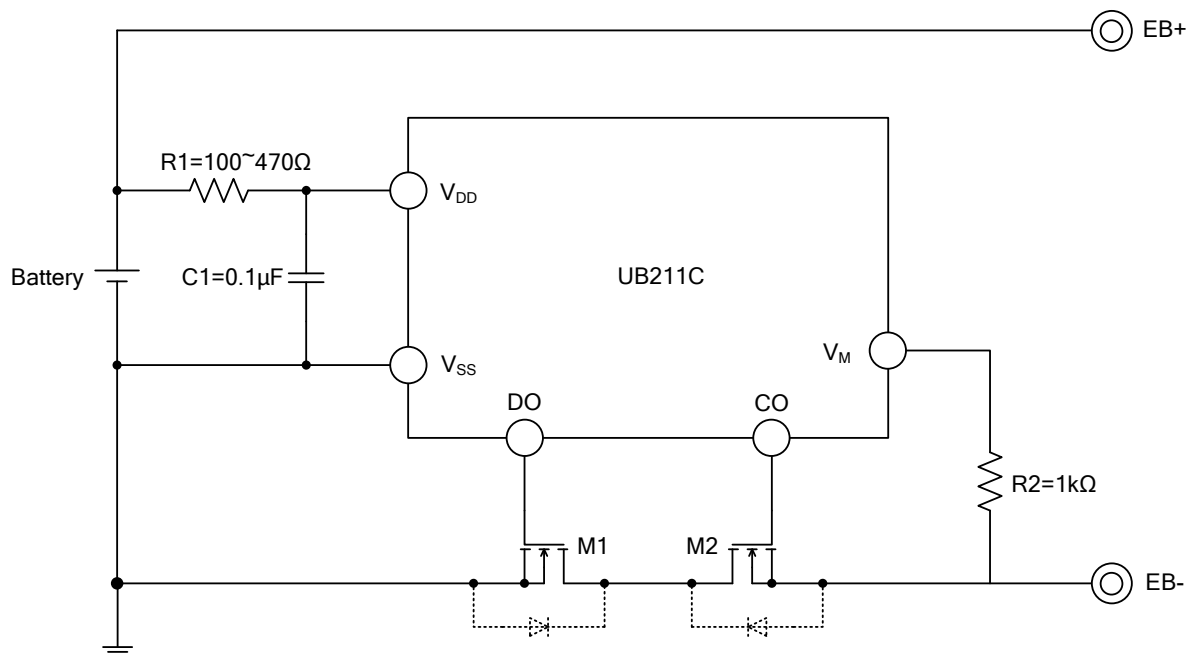 EB+
R1=100~470Ω
VDD
Battery
C1=0.1µF
UB211C
VM
VSS
DO
CO
R2=1kΩ
M1
M2
EB-